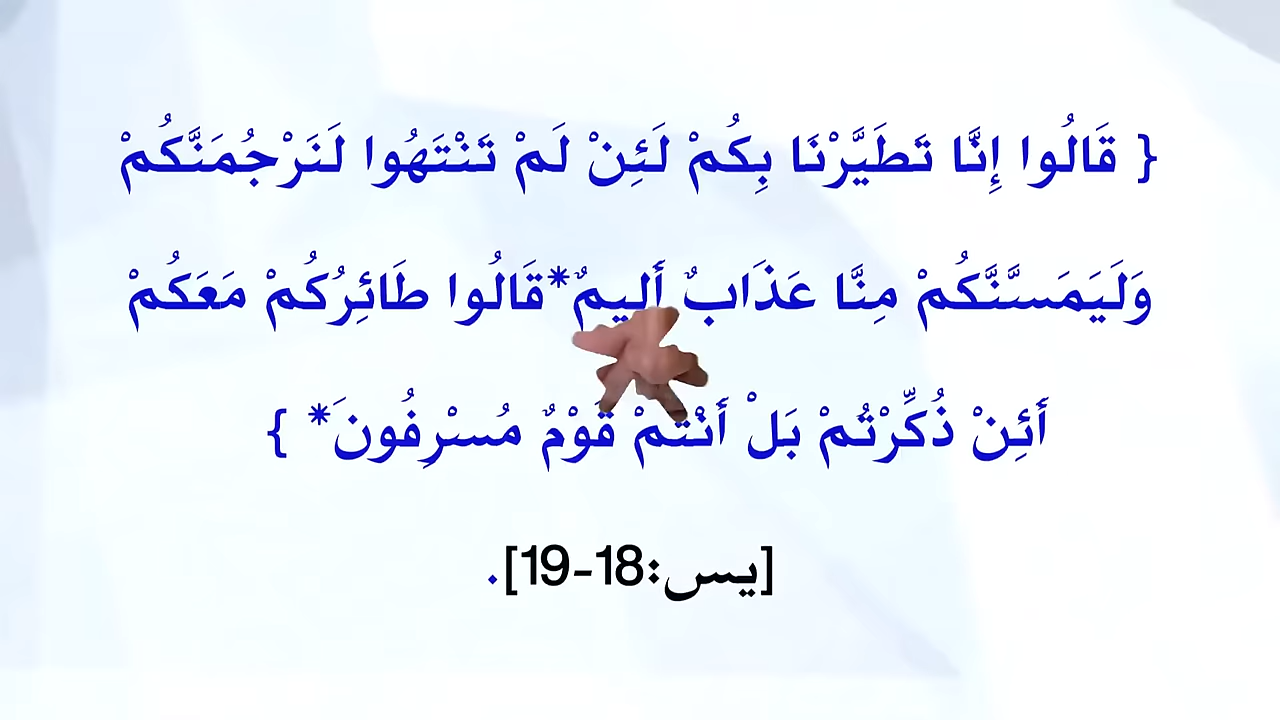 { قَالُوا إِنَّا تَطَيَّرْنَا بِكُمْ لَئِنْ لَمْ تَنْتَهُوا لَنَرْجُمَنَّكُمْ
وَلَيَمَسَّنَّكُمْ مِنَّا عَذَابٌ أَلِيمٌ*قَالُوا طَائِرُكُمْ مَعَكُمْ
أَئِنْ ذُكِّرْتُمْ بَلْ أَنْتُمْ قَوْمٌ مُسْرِفُونَ* }
[يس:18-19].